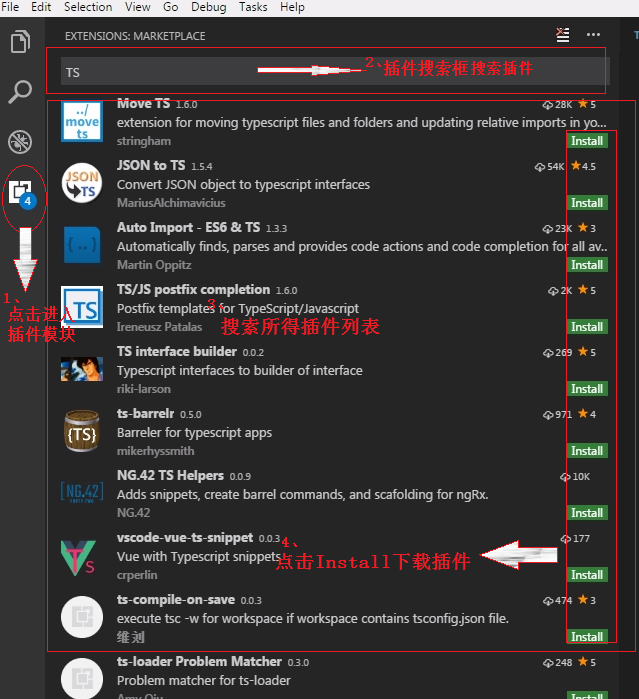 File Edit Selection View Go Debug Tasks Help
EXTENSIONS: MARKETPLACE
TS
2、插件搜索框搜索插件
../ move ts
Move TS 1.6.0 28K 5
extension for moving typescript files and folders and updating relative imports in yo...
stringham Install
JSON TS
JSON to TS 1.5.4 54K 4.5
Convert JSON object to typescript interfaces
MariusAlchimavicius Install
4
{..}
Auto Import - ES6 & TS 1.3.3 23K 3
Automatically finds, parses and provides code actions and code completion for all av...
Martin Oppitz Install
1、
点击进入
插件模块
TS
TS/JS postfix completion 1.6.0 2K 5
Postfix templates for TypeScript/Javascript
Ireneusz Patalas Install
3、
搜索所得插件列表
TS interface builder 0.0.2 269 5
Typescript interfaces to builder of interface
riki-larson Install
{TS}
ts-barrelr 0.5.0 971 4
Barreler for typescript apps
mikerhyssmith Install
NG.42
NG.42 TS Helpers 0.0.9 10K
Adds snippets, create barrel commands, and scafolding for ngRx.
NG.42 Install
TS
vscode-vue-ts-snippet 0.0.3 177
Vue with Typescript snippets
crperlin Install
4、
点击Install下载插件
ts-compile-on-save 0.0.3 474 3
execute tsc -w for workspace if workspace contains tsconfig.json file.
维 刘 Install
ts-loader Problem Matcher 0.3.0 248 5
Problem matcher for ts-loader
Amy Qiu Install